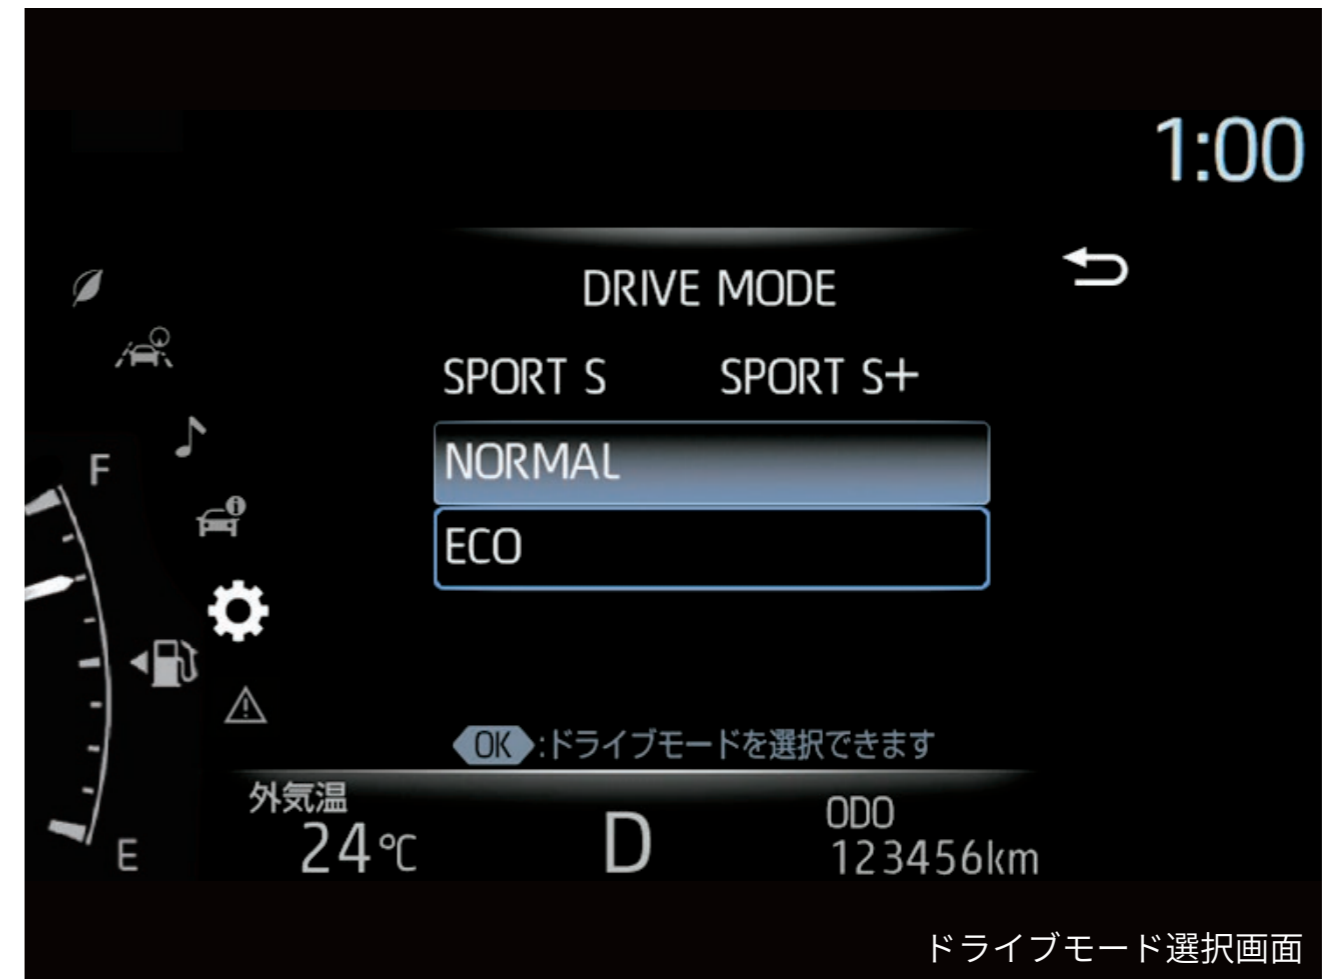 1:00
DRIVE MODE
SPORT S SPORT S+
NORMAL
ECO
F
E
OK :ドライブモードを選択できます
外気温
24℃
D
ODO
123456km
ドライブモード選択画面